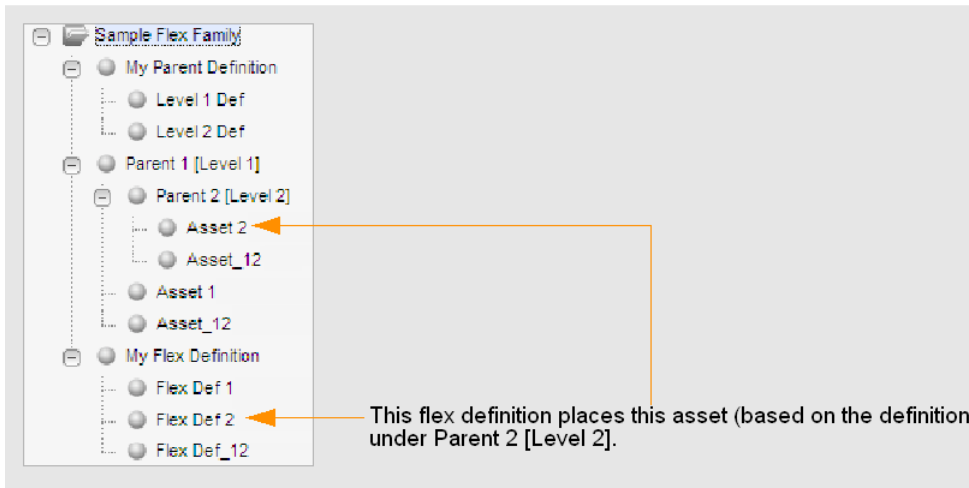 Sample Flex Family
My Parent Definition
Level 1 Def
Level 2 Def
Parent 1 [Level 1]
Parent 2 [Level 2]
Asset 2
Asset_12
Asset 1
Asset_12
My Flex Definition
Flex Def 1
Flex Def 2
Flex Def_12
This flex definition places this asset (based on the definition
under Parent 2 [Level 2].